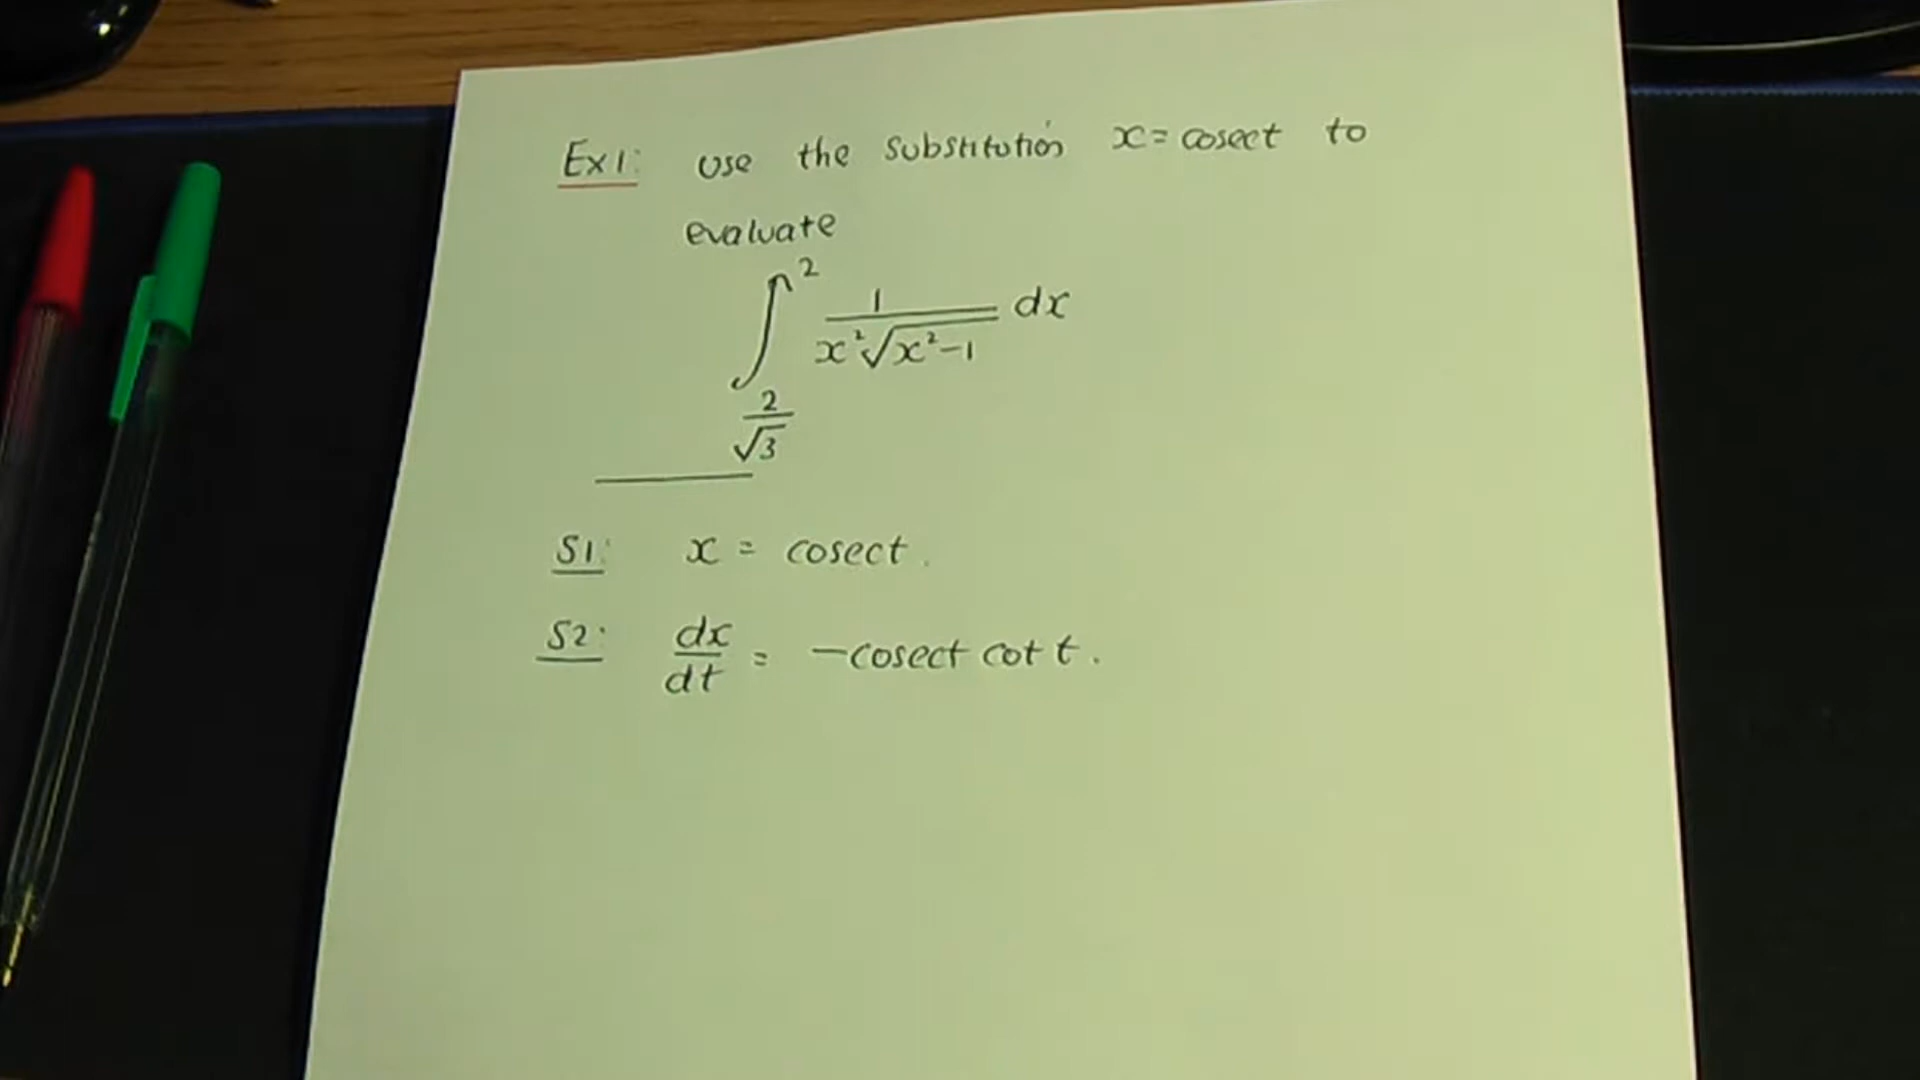 Ex1: use the substitution x = cosect to
evaluate
∫_{2/√3}^{2} 1/(x²√(x²-1)) dx
S1: x = cosect.
S2: dx/dt = -cosect cot t.